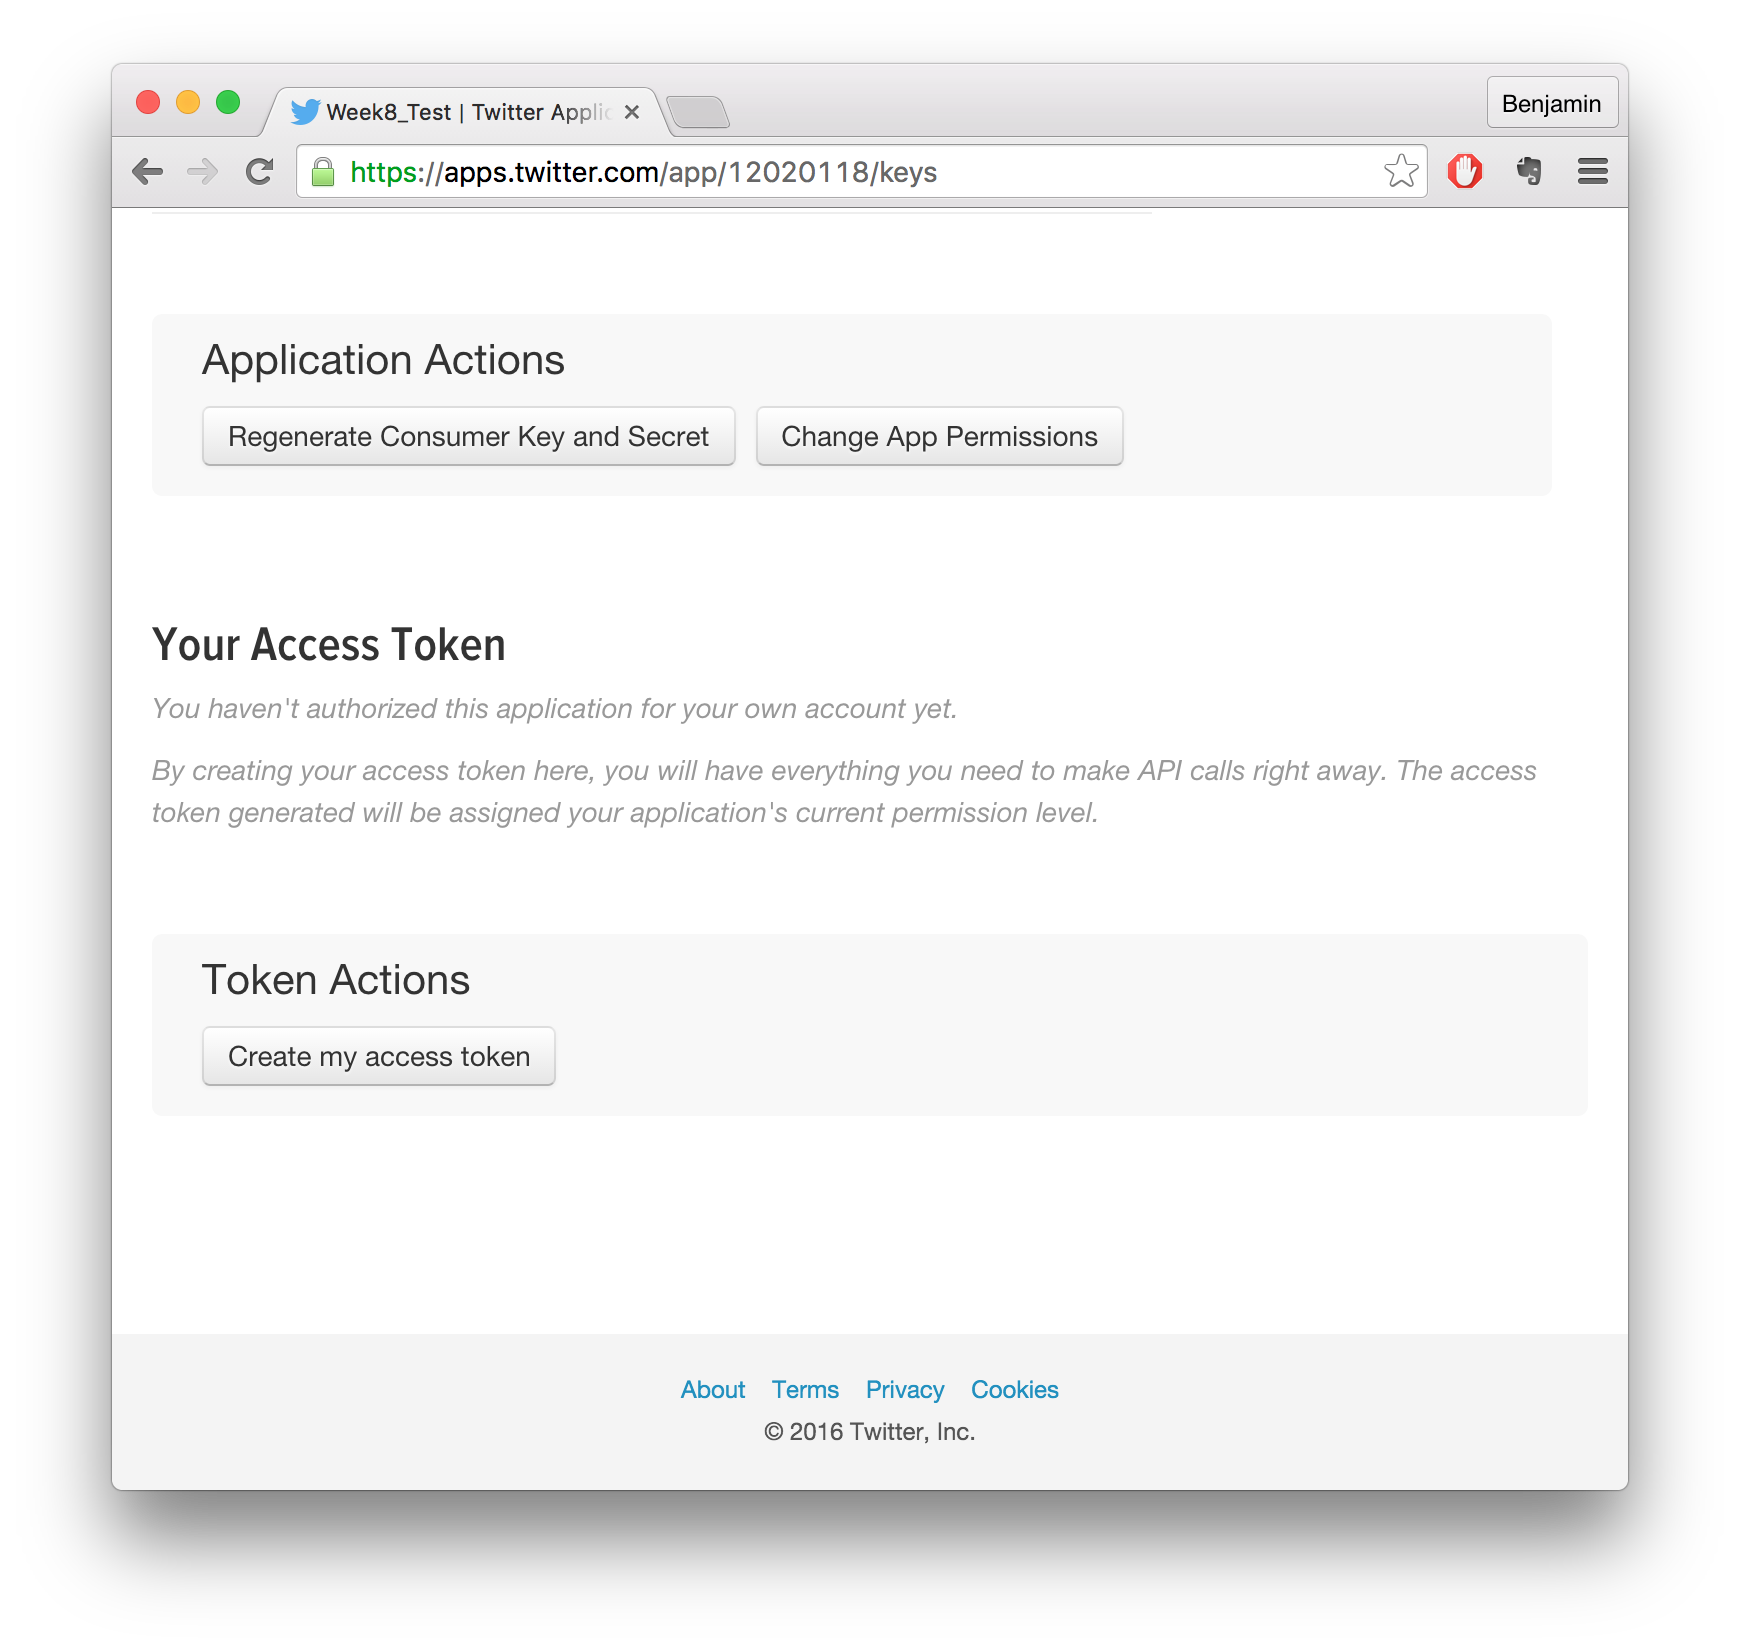 Benjamin
Week8_Test | Twitter Applic
https://apps.twitter.com/app/12020118/keys
Application Actions
Regenerate Consumer Key and Secret Change App Permissions
Your Access Token
You haven't authorized this application for your own account yet.
By creating your access token here, you will have everything you need to make API calls right away. The access
token generated will be assigned your application's current permission level.
Token Actions
Create my access token
About Terms Privacy Cookies
© 2016 Twitter, Inc.